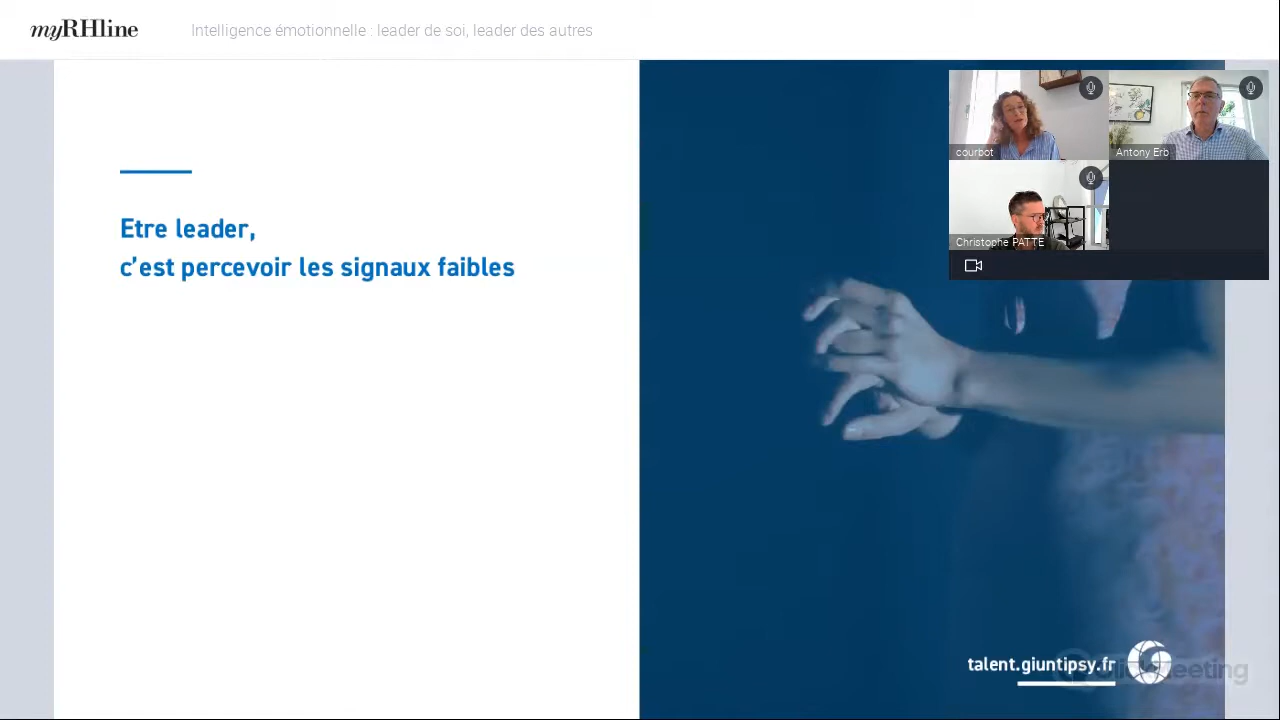 myRHline
Intelligence émotionnelle : leader de soi, leader des autres
courbot
Antony Erb
Christophe PATTE
Etre leader,
c’est percevoir les signaux faibles
talent.giuntipsy.fr
ClickMeeting